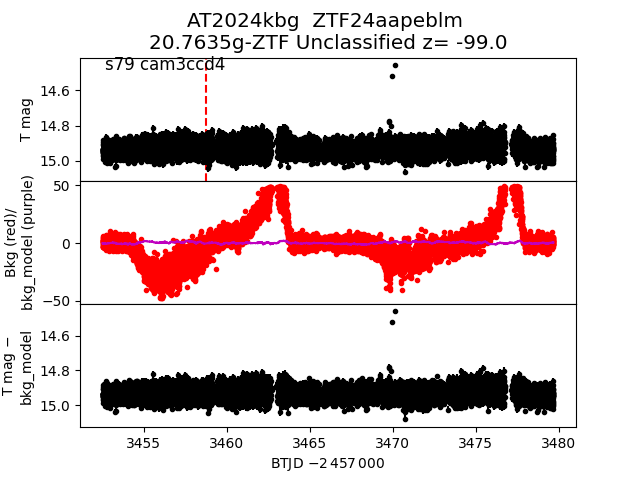 AT2024kbg  ZTF24aapeblm
20.7635g-ZTF Unclassified z= -99.0
s79 cam3ccd4
T mag
14.6
14.8
15.0
Bkg (red)/
bkg_model (purple)
50
0
−50
T mag −
bkg_model
14.6
14.8
15.0
3455 3460 3465 3470 3475 3480
BTJD −2 457 000